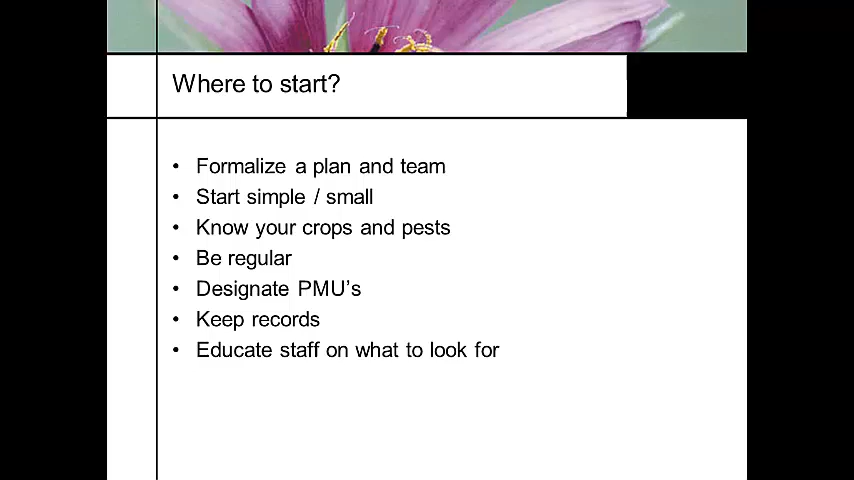 Where to start?
• Formalize a plan and team
• Start simple / small
• Know your crops and pests
• Be regular
• Designate PMU’s
• Keep records
• Educate staff on what to look for